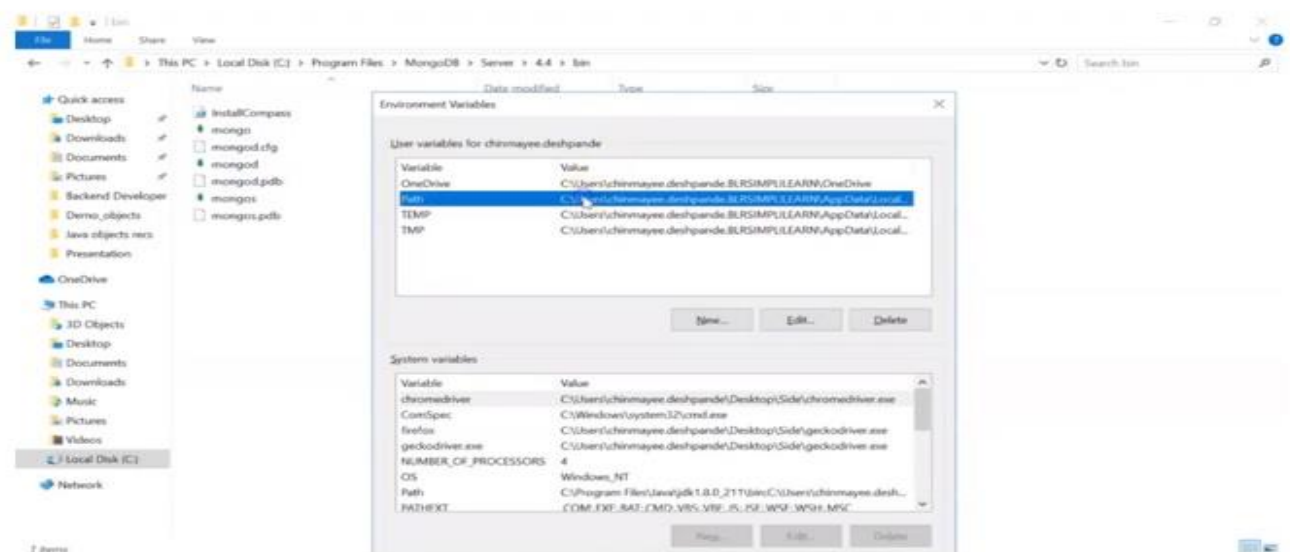 bin
File Home Share View
This PC > Local Disk (C:) > Program Files > MongoDB > Server > 4.4 > bin
Search bin
Name Date modified Type Size
Quick access
Desktop
Downloads
Documents
Pictures
Backend Developer
Demo_objects
Java objects recs
Presentation
OneDrive
This PC
3D Objects
Desktop
Documents
Downloads
Music
Pictures
Videos
Local Disk (C:)
Network
7 items
InstallCompass
mongo
mongod.cfg
mongod
mongod.pdb
mongos
mongos.pdb
Environment Variables
User variables for chinmayee.deshpande
Variable Value
OneDrive C:\Users\chinmayee.deshpande.BLRSIMPLILEARN\OneDrive
Path C:\Users\chinmayee.deshpande.BLRSIMPLILEARN\AppData\Local...
TEMP C:\Users\chinmayee.deshpande.BLRSIMPLILEARN\AppData\Local...
TMP C:\Users\chinmayee.deshpande.BLRSIMPLILEARN\AppData\Local...
New... Edit... Delete
System variables
Variable Value
chromedriver C:\Users\chinmayee.deshpande\Desktop\Side\chromedriver.exe
ComSpec C:\Windows\system32\cmd.exe
firefox C:\Users\chinmayee.deshpande\Desktop\Side\geckodriver.exe
geckodriver.exe C:\Users\chinmayee.deshpande\Desktop\Side\geckodriver.exe
NUMBER_OF_PROCESSORS 4
OS Windows_NT
Path C:\Program Files\Java\jdk1.8.0_211\bin;C:\Users\chinmayee.desh...
PATHEXT .COM;.EXE;.BAT;.CMD;.VBS;.VBE;.JS;.JSE;.WSF;.WSH;.MSC
New... Edit... Delete